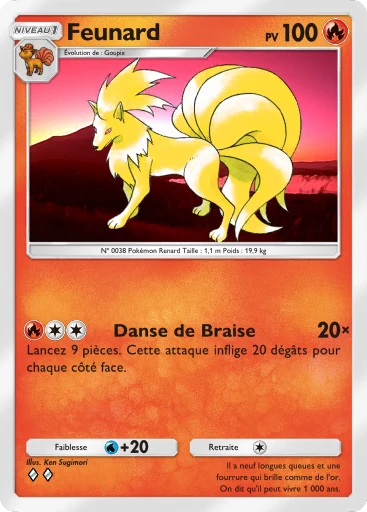 NIVEAU 1
Feunard
PV 100
Évolution de : Goupix
N° 0038 Pokémon Renard Taille : 1,1 m Poids : 19,9 kg
Danse de Braise 20×
Lancez 9 pièces. Cette attaque inflige 20 dégâts pour
chaque côté face.
Faiblesse +20
Retraite
Illus. Ken Sugimori
Il a neuf longues queues et une
fourrure qui brille comme de l'or.
On dit qu'il peut vivre 1 000 ans.